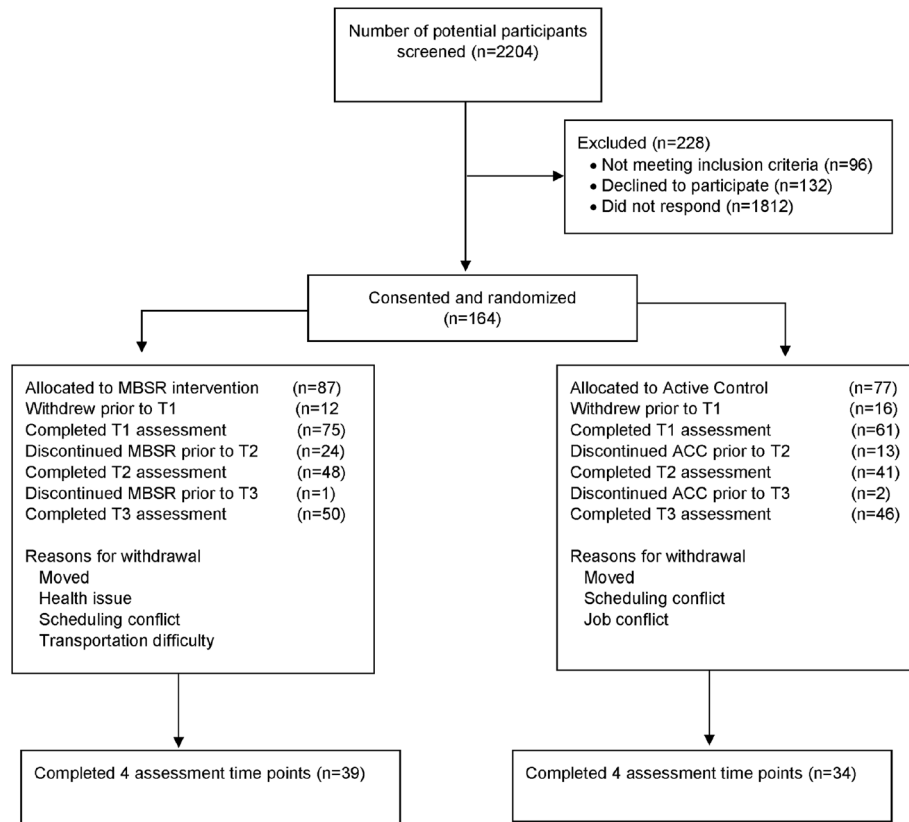 Number of potential participants
screened (n=2204)
Excluded (n=228)
• Not meeting inclusion criteria (n=96)
• Declined to participate (n=132)
• Did not respond (n=1812)
Consented and randomized
(n=164)
Allocated to MBSR intervention (n=87)
Withdrew prior to T1 (n=12
Completed T1 assessment (n=75)
Discontinued MBSR prior to T2 (n=24)
Completed T2 assessment (n=48)
Discontinued MBSR prior to T3 (n=1)
Completed T3 assessment (n=50)
Reasons for withdrawal
Moved
Health issue
Scheduling conflict
Transportation difficulty
Allocated to Active Control (n=77)
Withdrew prior to T1 (n=16)
Completed T1 assessment (n=61)
Discontinued ACC prior to T2 (n=13)
Completed T2 assessment (n=41)
Discontinued ACC prior to T3 (n=2)
Completed T3 assessment (n=46)
Reasons for withdrawal
Moved
Scheduling conflict
Job conflict
Completed 4 assessment time points (n=39)
Completed 4 assessment time points (n=34)